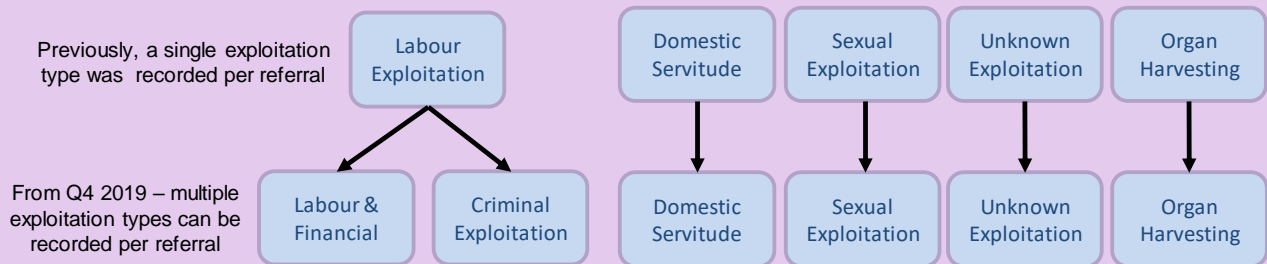 Previously, a single exploitation
type was recorded per referral
Labour
Exploitation
Domestic
Servitude
Sexual
Exploitation
Unknown
Exploitation
Organ
Harvesting
From Q4 2019 – multiple
exploitation types can be
recorded per referral
Labour &
Financial
Criminal
Exploitation
Domestic
Servitude
Sexual
Exploitation
Unknown
Exploitation
Organ
Harvesting